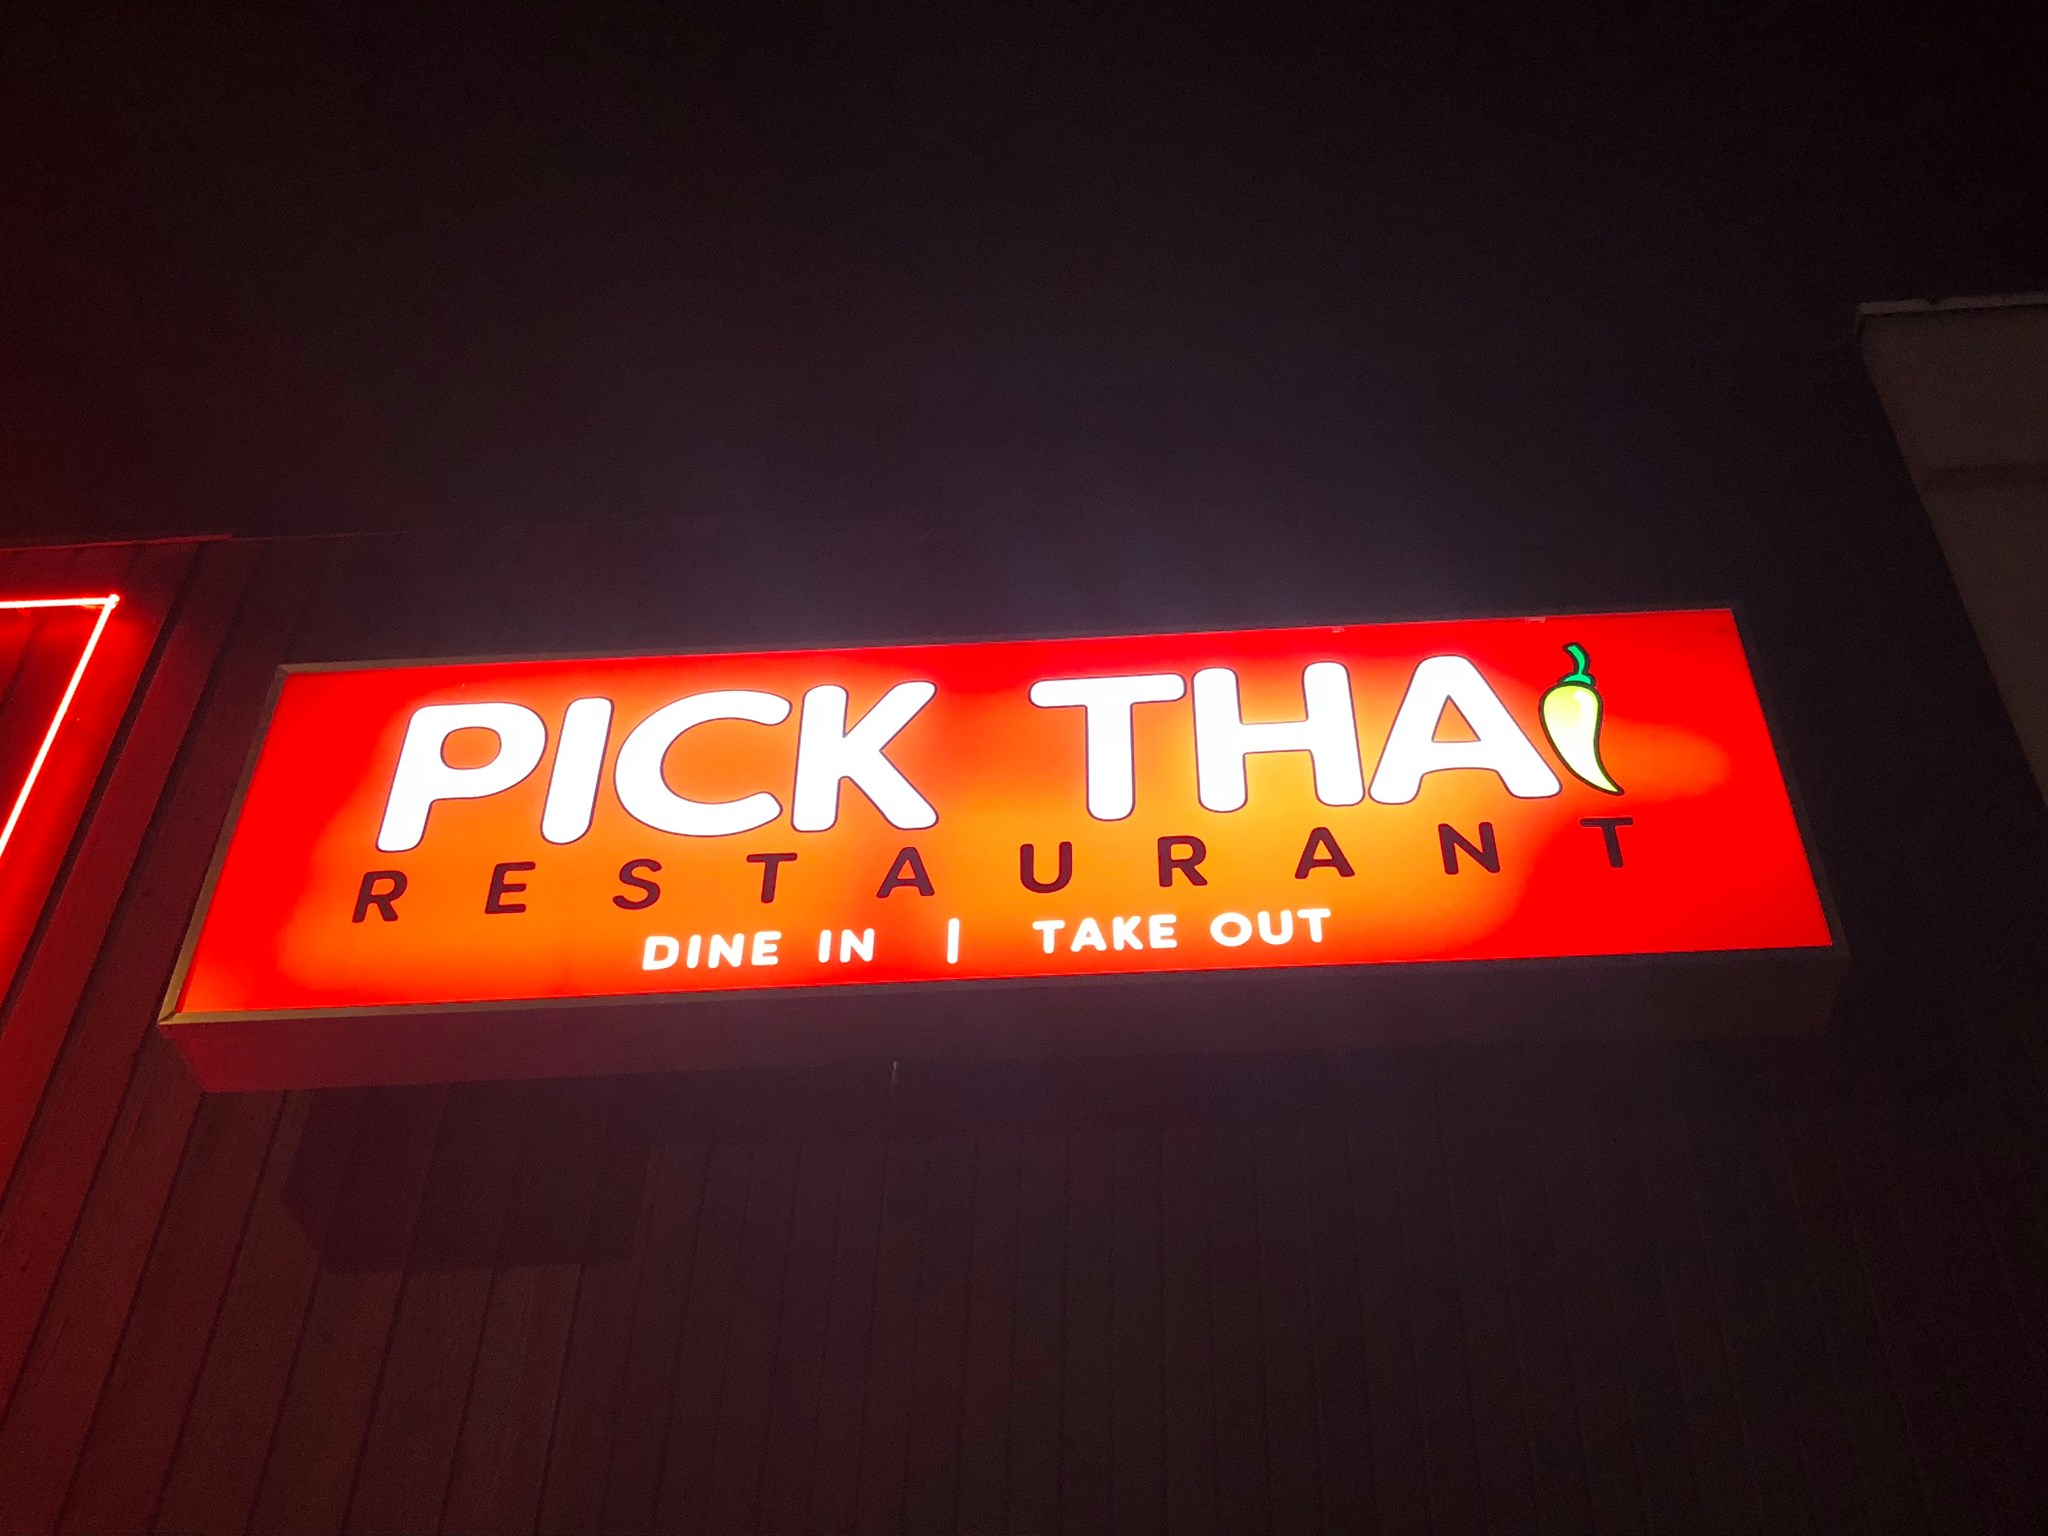 PICK THAI
RESTAURANT
DINE IN | TAKE OUT